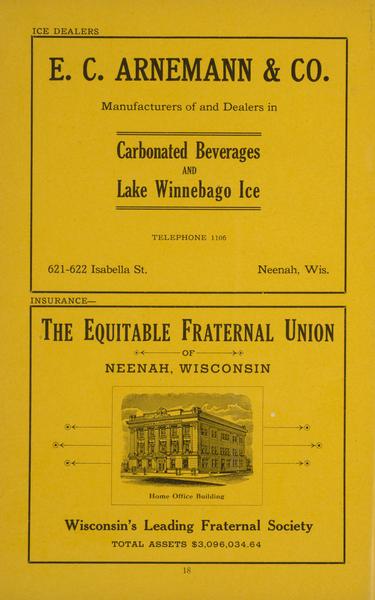 ICE DEALERS
E. C. ARNEMANN & CO.
Manufacturers of and Dealers in
Carbonated Beverages
AND
Lake Winnebago Ice
TELEPHONE 1106
621-622 Isabella St. Neenah, Wis.
INSURANCE—
THE EQUITABLE FRATERNAL UNION
OF
NEENAH, WISCONSIN
Home Office Building
Wisconsin's Leading Fraternal Society
TOTAL ASSETS $3,096,034.64
18